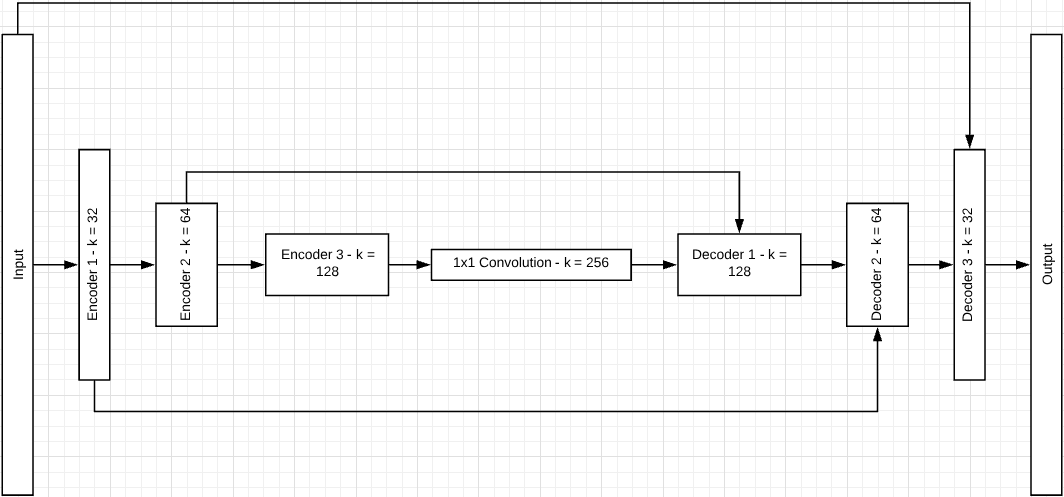 Input
Encoder 1 - k = 32
Encoder 2 - k = 64
Encoder 3 - k =
128
1x1 Convolution - k = 256
Decoder 1 - k =
128
Decoder 2 - k = 64
Decoder 3 - k = 32
Output